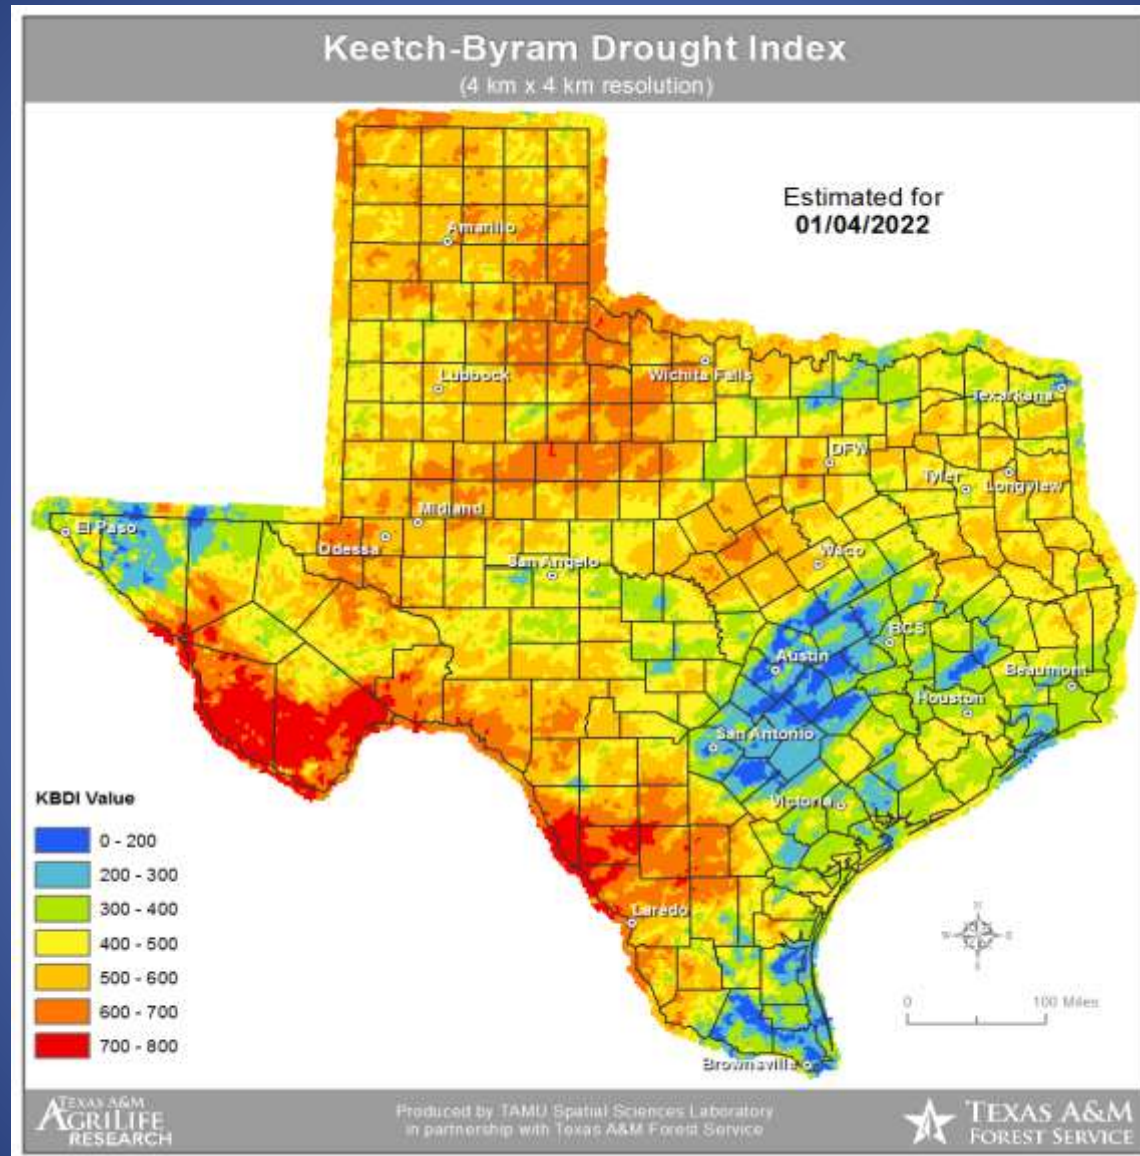 Keetch-Byram Drought Index
(4 km x 4 km resolution)
Estimated for
01/04/2022
Amarillo
Lubbock
Wichita Falls
Texarkana
DFW
Tyler
Longview
Midland
El Paso
Odessa
San Angelo
Waco
BCS
Austin
Beaumont
Houston
San Antonio
Victoria
Laredo
Brownsville
KBDI Value
0 - 200
200 - 300
300 - 400
400 - 500
500 - 600
600 - 700
700 - 800
N
W
E
S
0 100 Miles
TEXAS A&M
AGRILIFE
RESEARCH
Produced by TAMU Spatial Sciences Laboratory
in partnership with Texas A&M Forest Service
TEXAS A&M
FOREST SERVICE